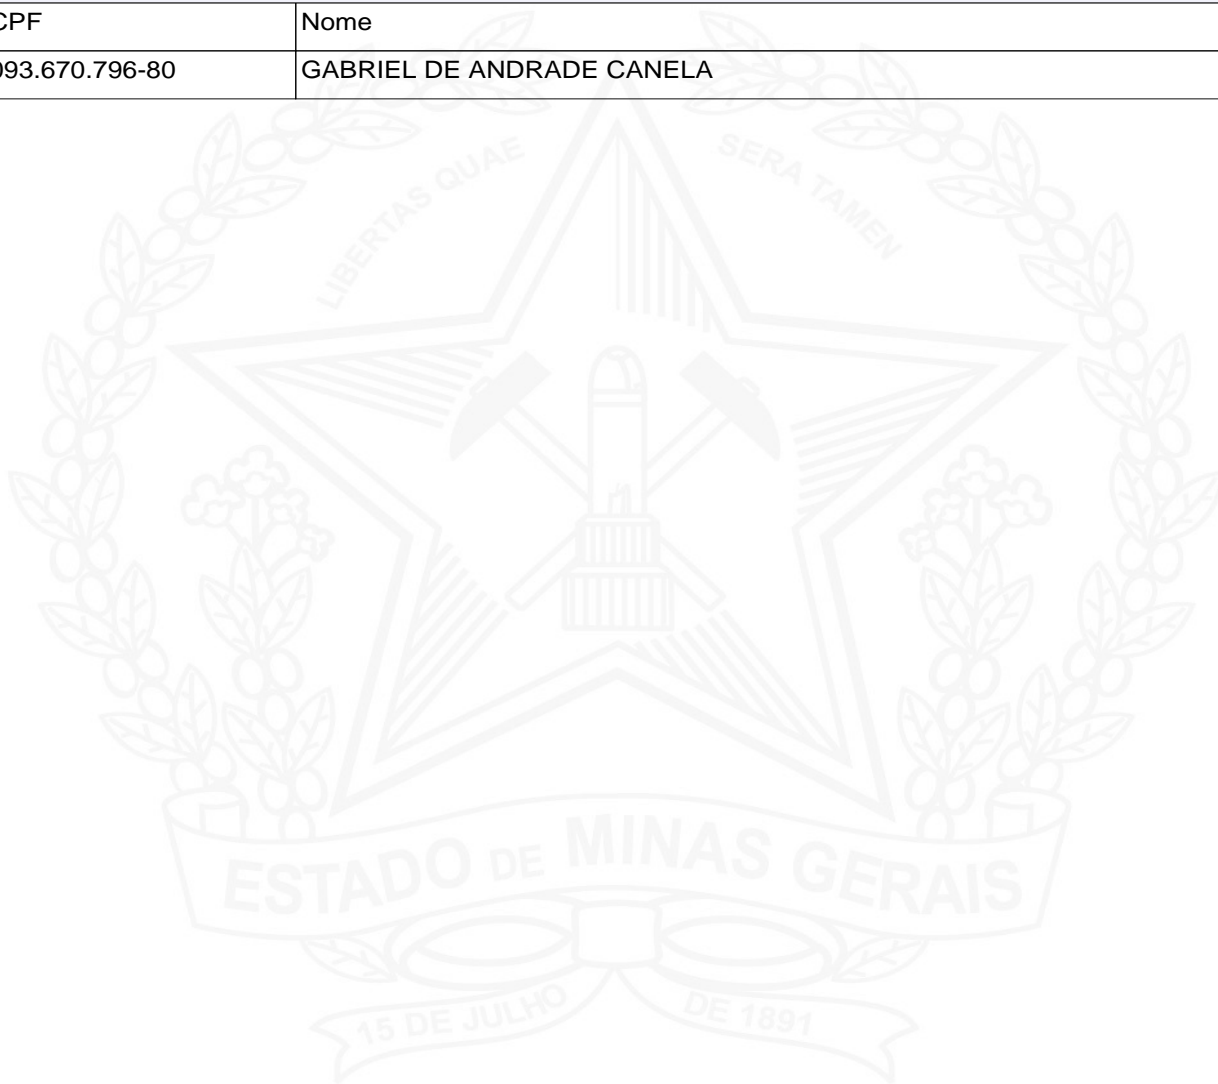 CPF Nome
093.670.796-80 GABRIEL DE ANDRADE CANELA
LIBERTAS QUAE SERA TAMEN
ESTADO DE MINAS GERAIS
15 DE JULHO DE 1891